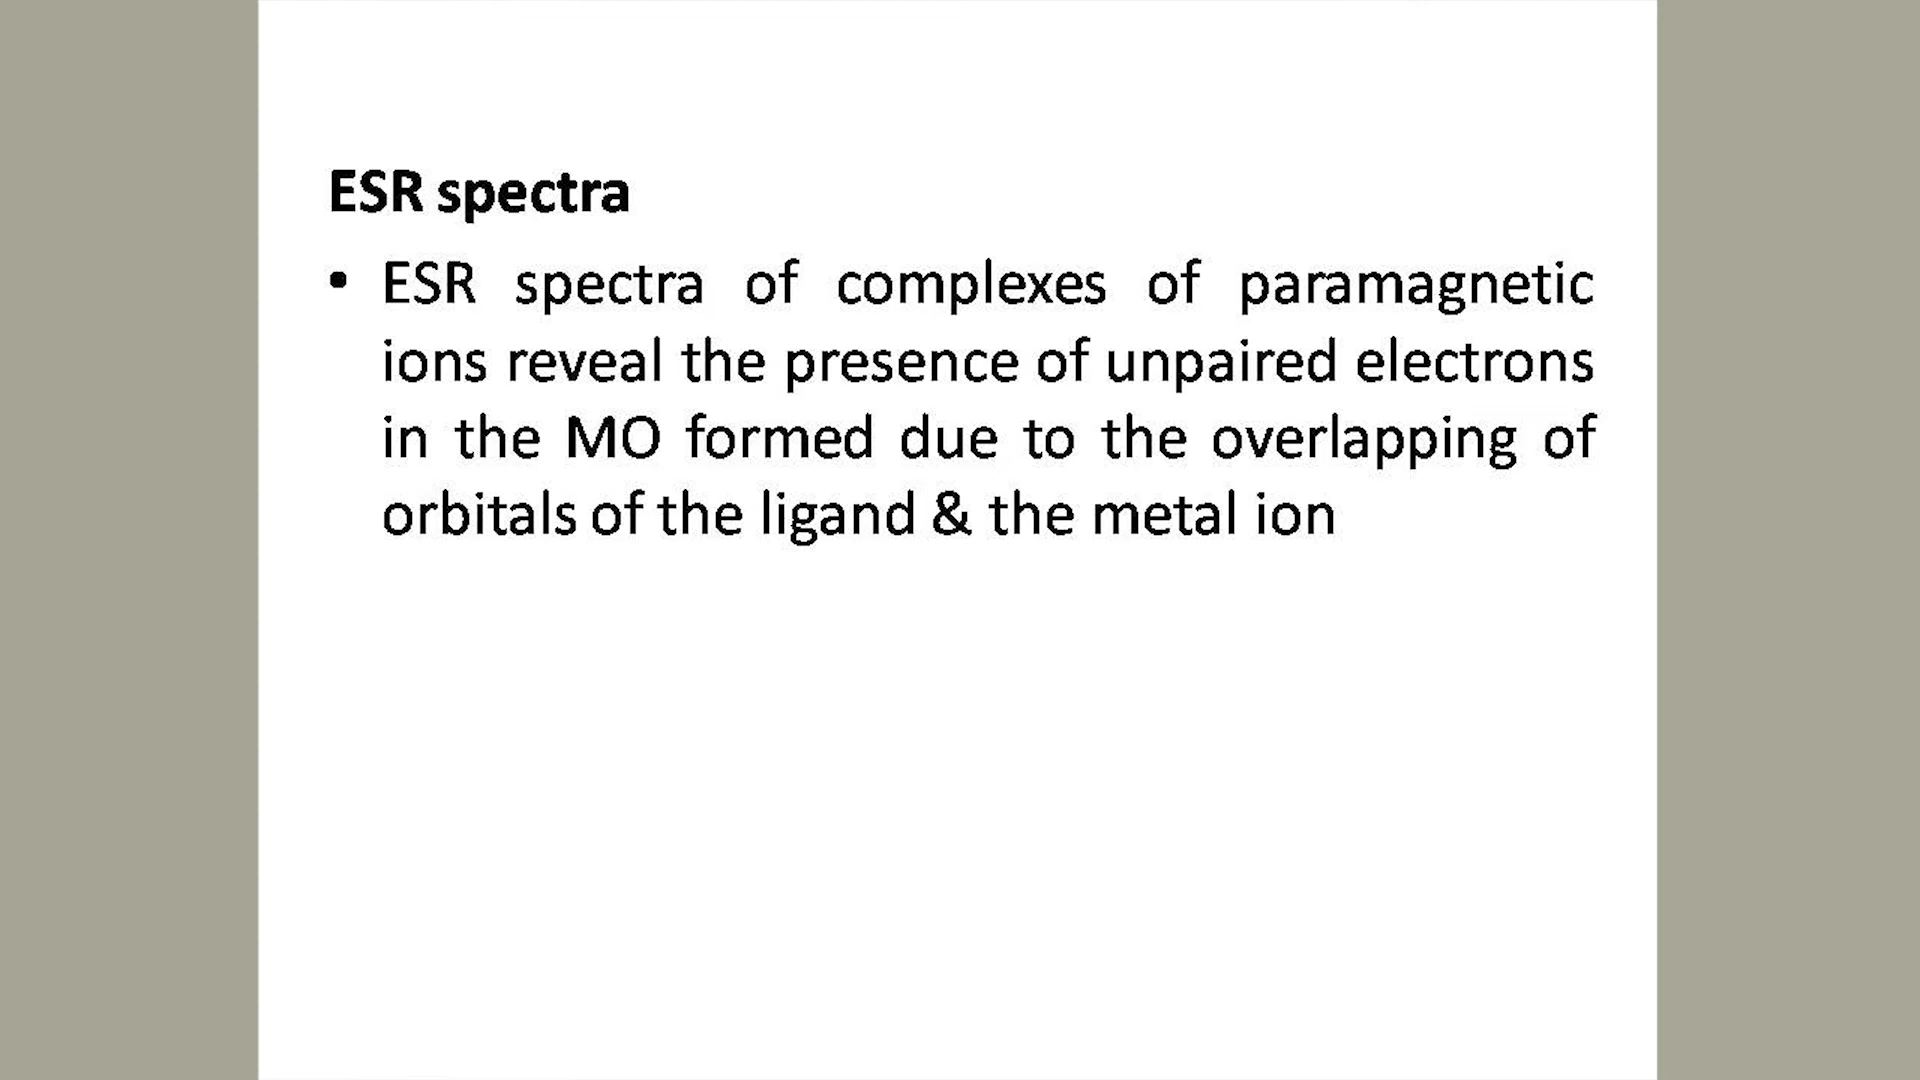 ESR spectra
• ESR spectra of complexes of paramagnetic
ions reveal the presence of unpaired electrons
in the MO formed due to the overlapping of
orbitals of the ligand & the metal ion